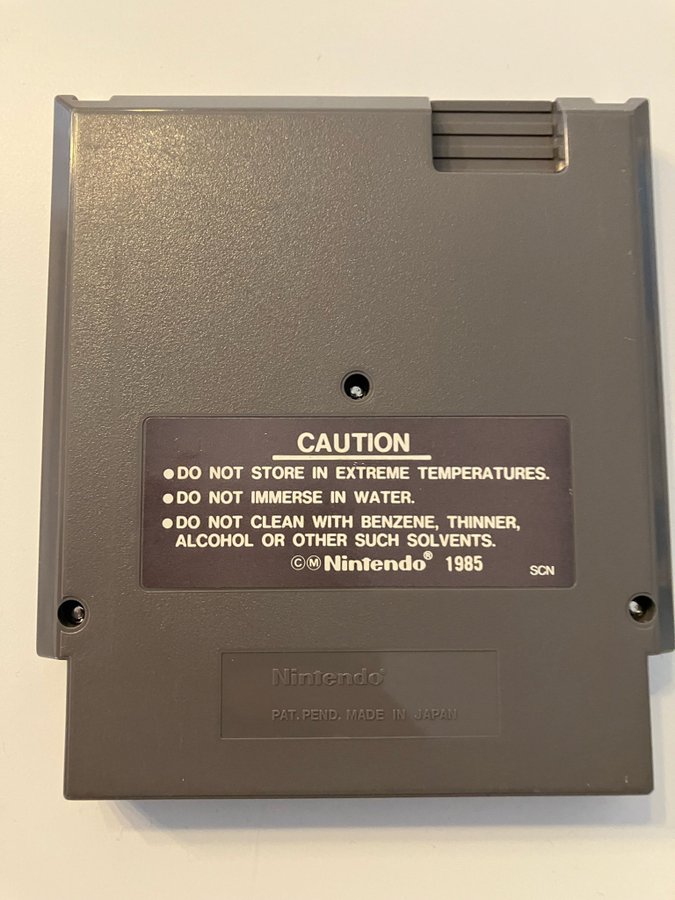 CAUTION
●DO NOT STORE IN EXTREME TEMPERATURES.
●DO NOT IMMERSE IN WATER.
●DO NOT CLEAN WITH BENZENE, THINNER,
ALCOHOL OR OTHER SUCH SOLVENTS.
ⒸⓂNintendo® 1985 SCN
Nintendo®
PAT.PEND. MADE IN JAPAN